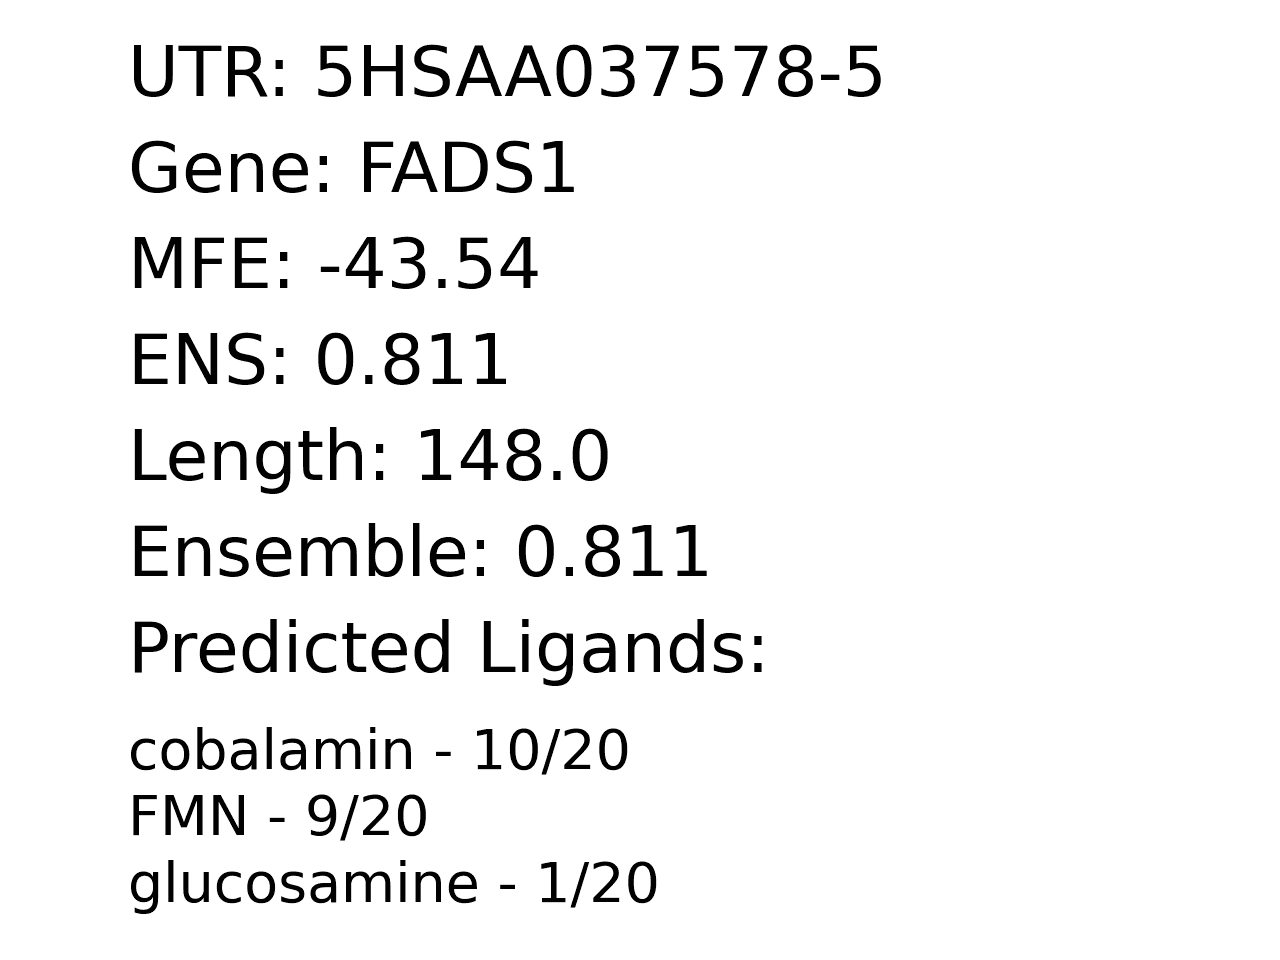 UTR: 5HSAA037578-5
Gene: FADS1
MFE: -43.54
ENS: 0.811
Length: 148.0
Ensemble: 0.811
Predicted Ligands:
cobalamin - 10/20
FMN - 9/20
glucosamine - 1/20